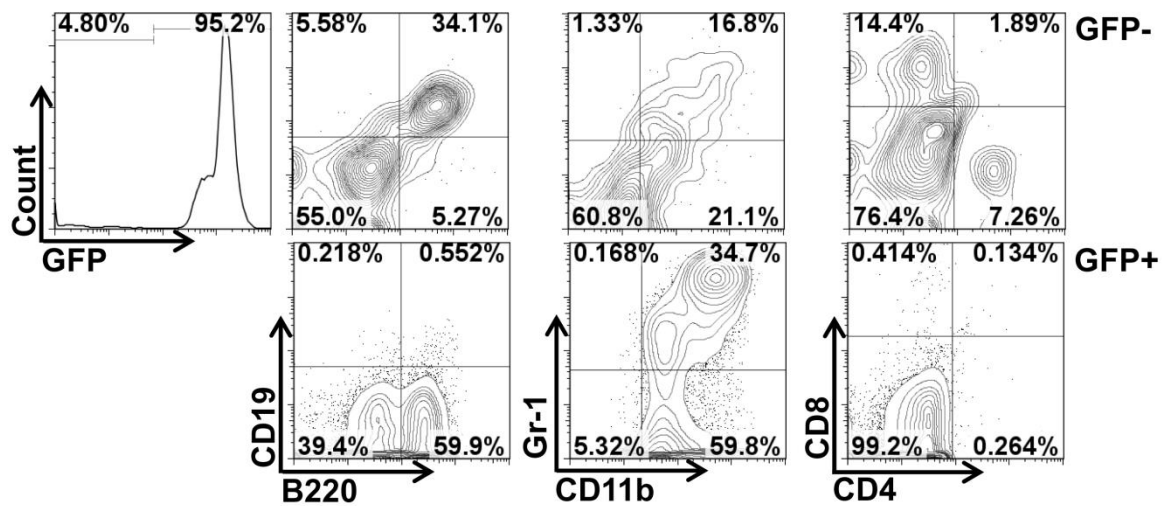 4.80% 95.2% 5.58% 34.1% 1.33% 16.8% 14.4% 1.89% GFP-
Count
55.0% 5.27% 60.8% 21.1% 76.4% 7.26%
GFP
0.218% 0.552% 0.168% 34.7% 0.414% 0.134% GFP+
CD19 Gr-1 CD8
39.4% 59.9% 5.32% 59.8% 99.2% 0.264%
B220 CD11b CD4